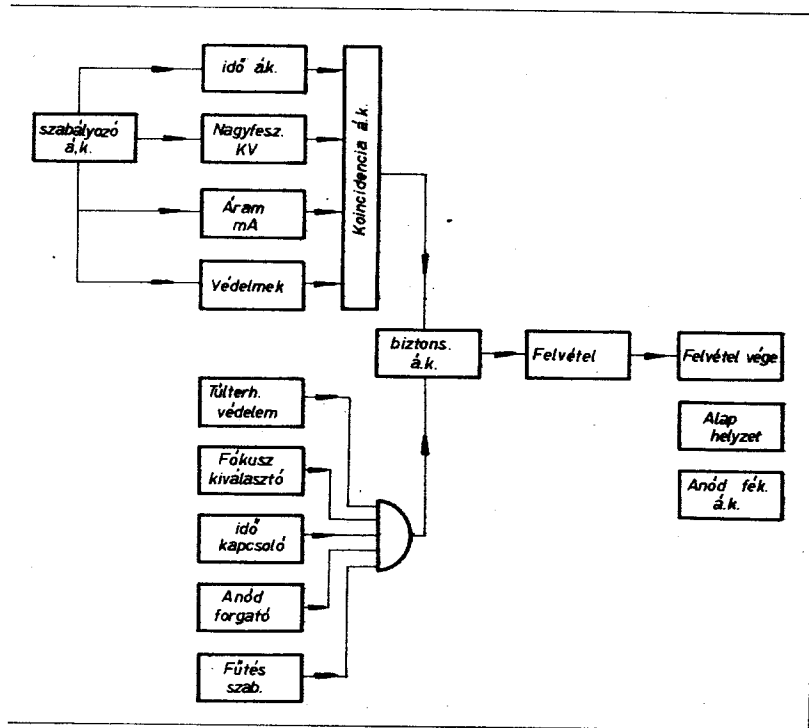 idő á.k.
szabályozó
á.k.
Nagyfesz.
KV
Áram
mA
Védelmek
Koincidencia á.k.
biztons.
á.k.
Felvétel
Felvétel vége
Alap
helyzet
Anód fék.
á.k.
Túlterh.
védelem
Fókusz
kiválasztó
idő
kapcsoló
Anód
forgató
Fűtés
szab.